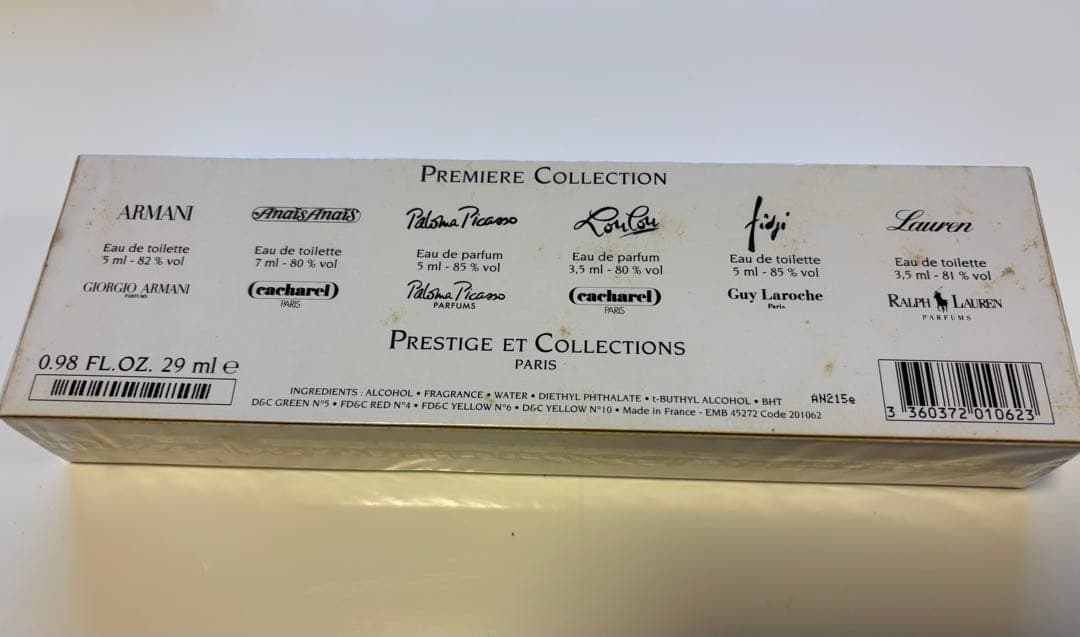 PREMIERE COLLECTION
ARMANI
Eau de toilette
5 ml - 82 % vol
GIORGIO ARMANI
PARFUMS
Anaïs Anaïs
Eau de toilette
7 ml - 80 % vol
cacharel
PARIS
Paloma Picasso
Eau de parfum
5 ml - 85 % vol
Paloma Picasso
PARFUMS
LouLou
Eau de parfum
3,5 ml - 80 % vol
cacharel
PARIS
fidji
Eau de toilette
5 ml - 85 % vol
Guy Laroche
Paris
Lauren
Eau de toilette
3,5 ml - 81 % vol
RALPH LAUREN
PARFUMS
PRESTIGE ET COLLECTIONS
PARIS
0.98 FL.OZ. 29 ml e
INGREDIENTS : ALCOHOL • FRAGRANCE • WATER • DIETHYL PHTHALATE • t-BUTHYL ALCOHOL • BHT
D&C GREEN N°5 • FD&C RED N°4 • FD&C YELLOW N°6 • D&C YELLOW N°10 • Made in France - EMB 45272 Code 201062
AN215e
3 360372 010623